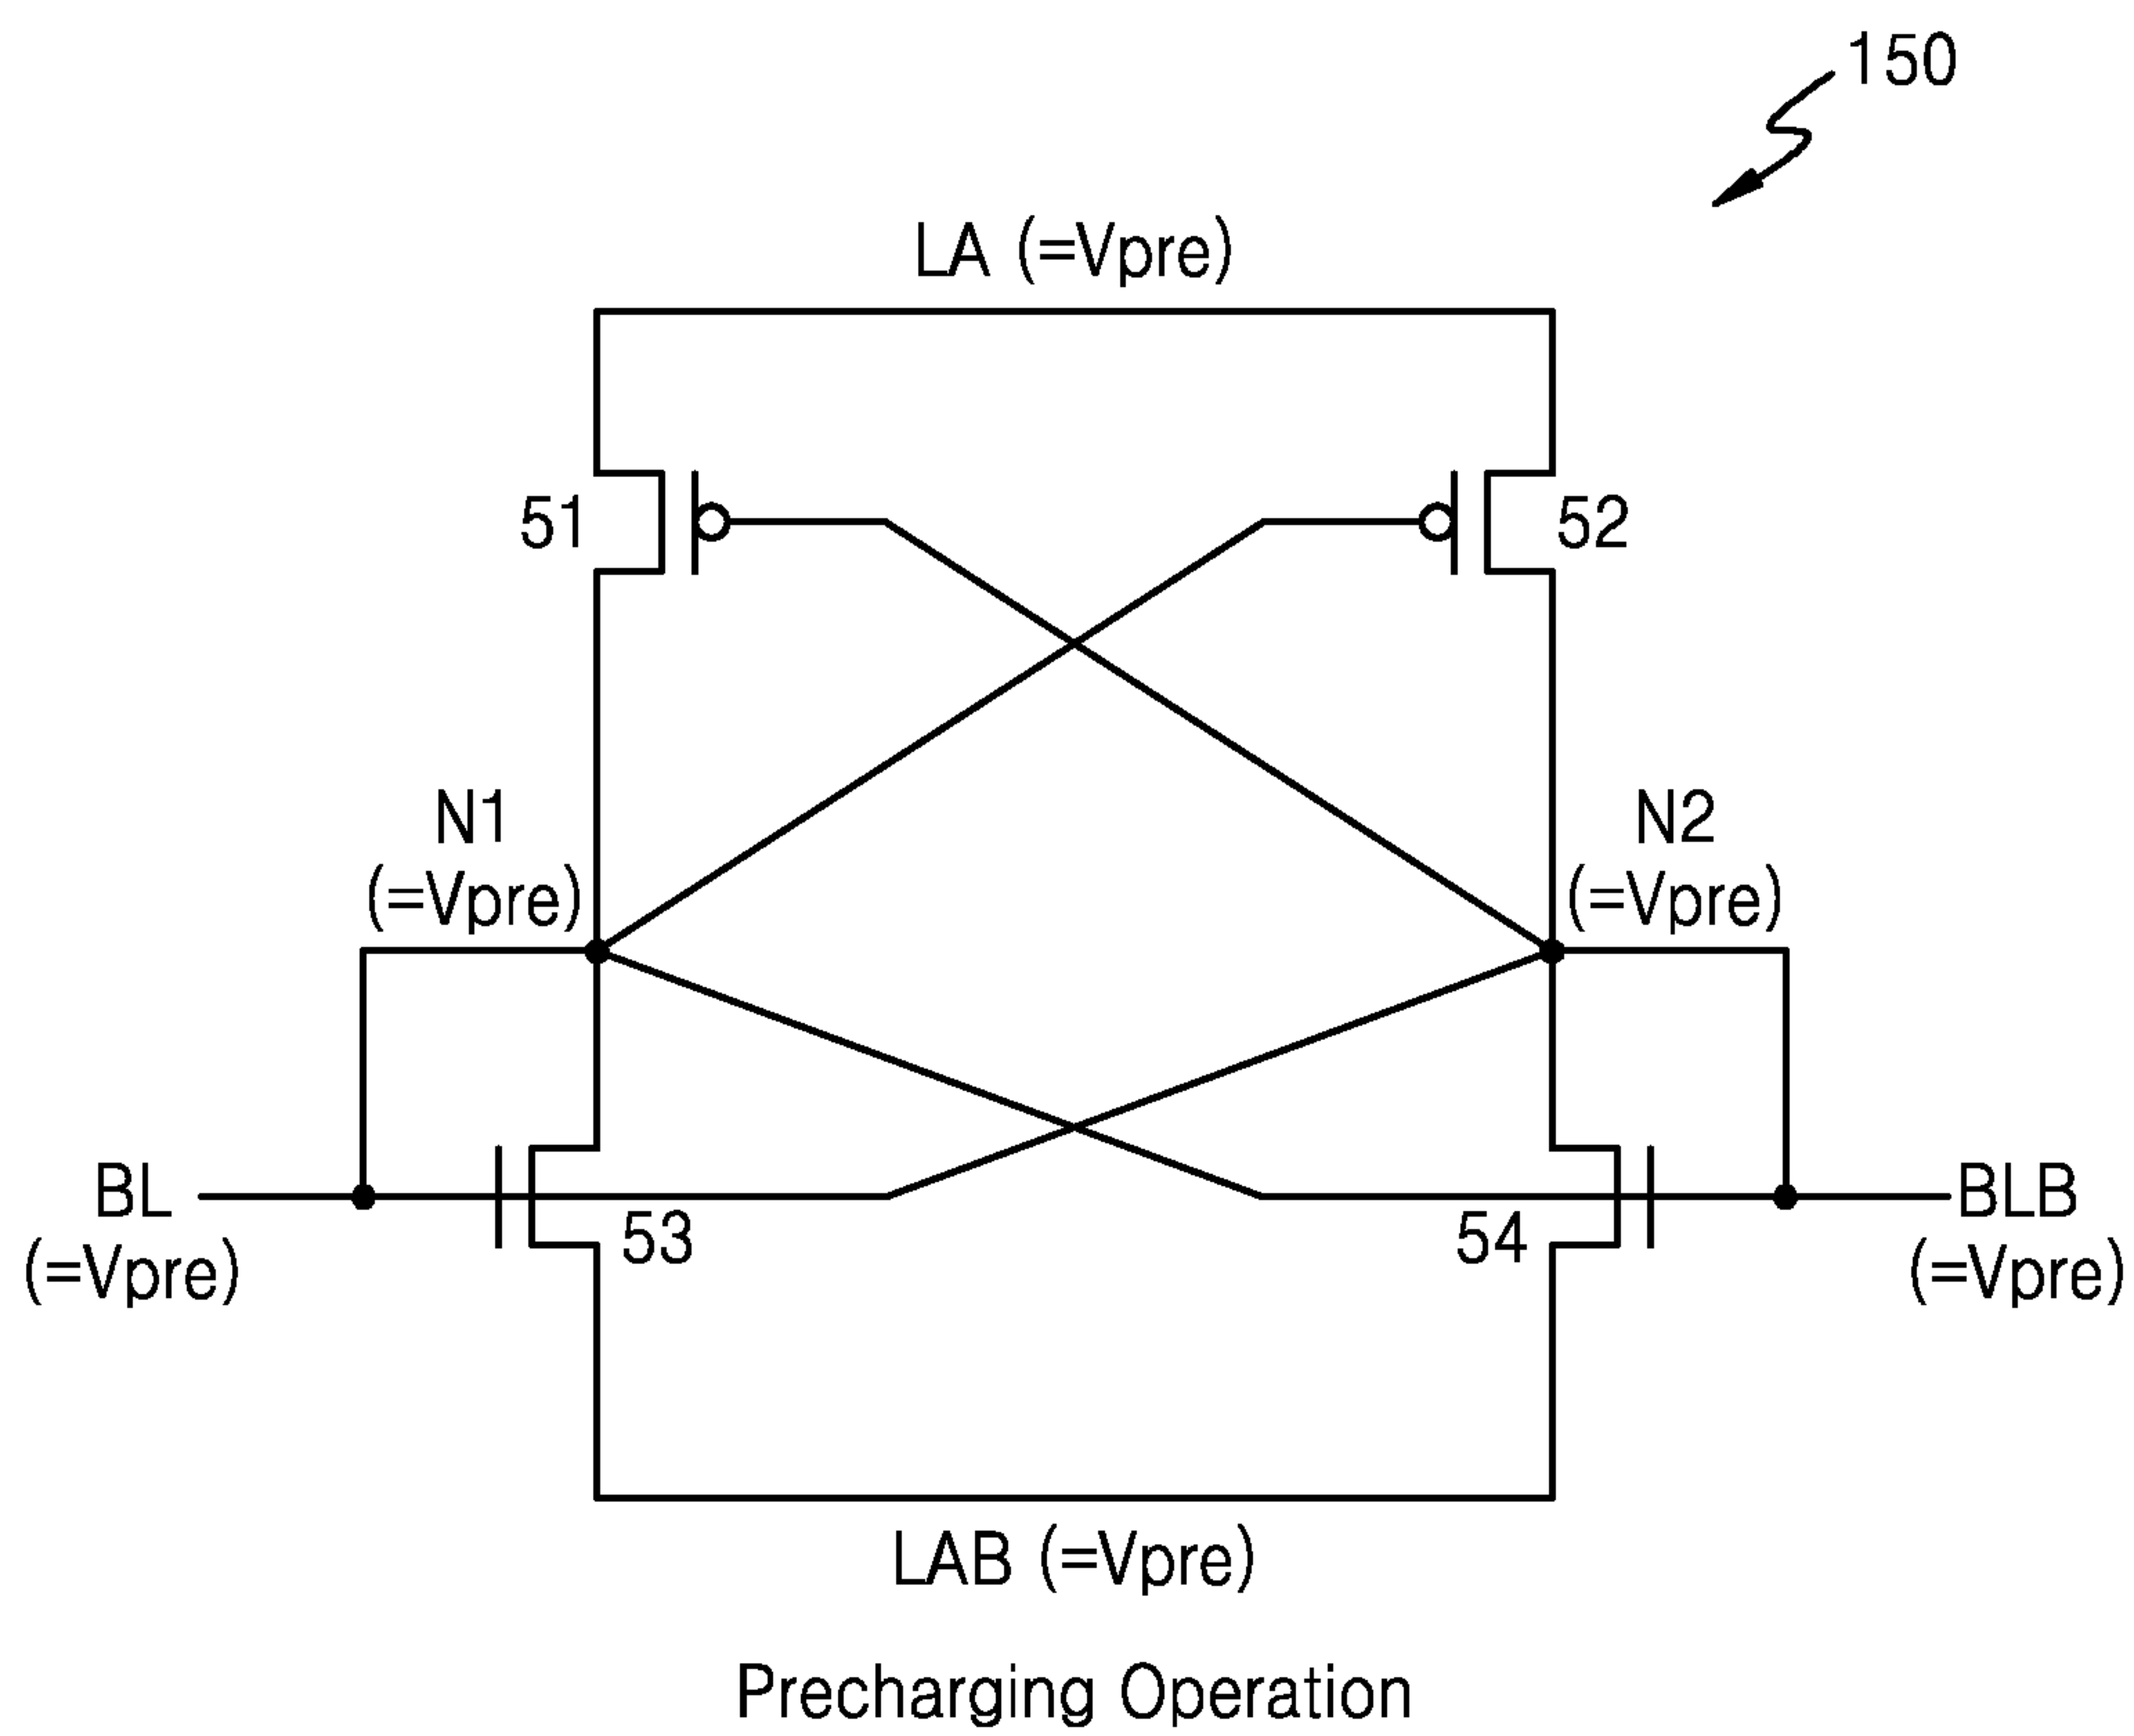 150
LA (=Vpre)
51
52
N1
(=Vpre)
N2
(=Vpre)
BL
(=Vpre)
53
54
BLB
(=Vpre)
LAB (=Vpre)
Precharging Operation